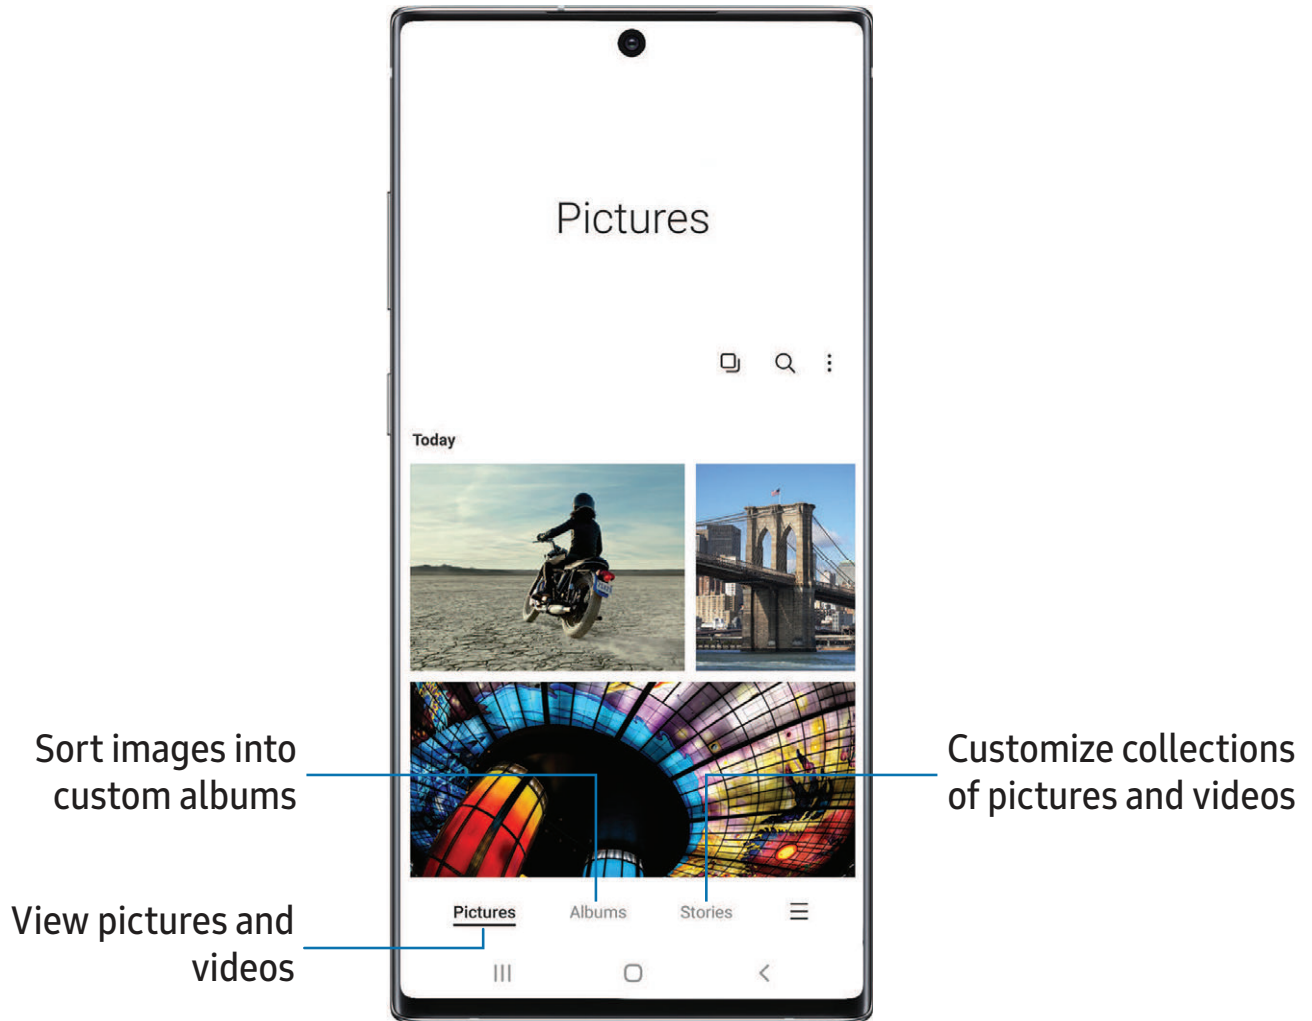 Pictures
Today
Sort images into
custom albums
Customize collections
of pictures and videos
View pictures and
videos
Pictures
Albums
Stories